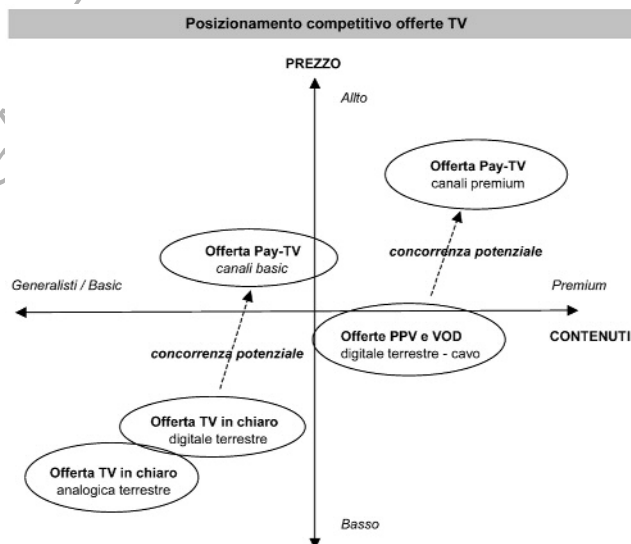 Posizionamento competitivo offerte TV
PREZZO
Allto
Offerta Pay-TV
canali premium
Offerta Pay-TV
canali basic
concorrenza potenziale
Generalisti / Basic
Premium
Offerte PPV e VOD
digitale terrestre - cavo
CONTENUTI
concorrenza potenziale
Offerta TV in chiaro
digitale terrestre
Offerta TV in chiaro
analogica terrestre
Basso